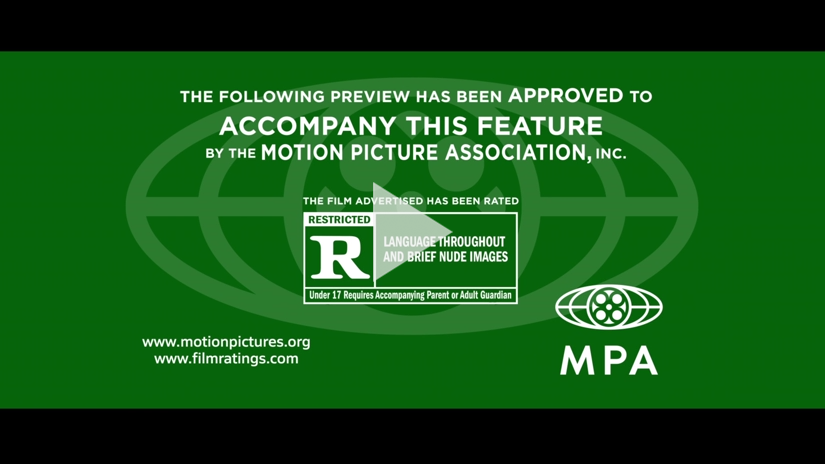 THE FOLLOWING PREVIEW HAS BEEN APPROVED TO
ACCOMPANY THIS FEATURE
BY THE MOTION PICTURE ASSOCIATION, INC.
THE FILM ADVERTISED HAS BEEN RATED
RESTRICTED
R
LANGUAGE THROUGHOUT
AND BRIEF NUDE IMAGES
Under 17 Requires Accompanying Parent or Adult Guardian
www.motionpictures.org
www.filmratings.com
MPA